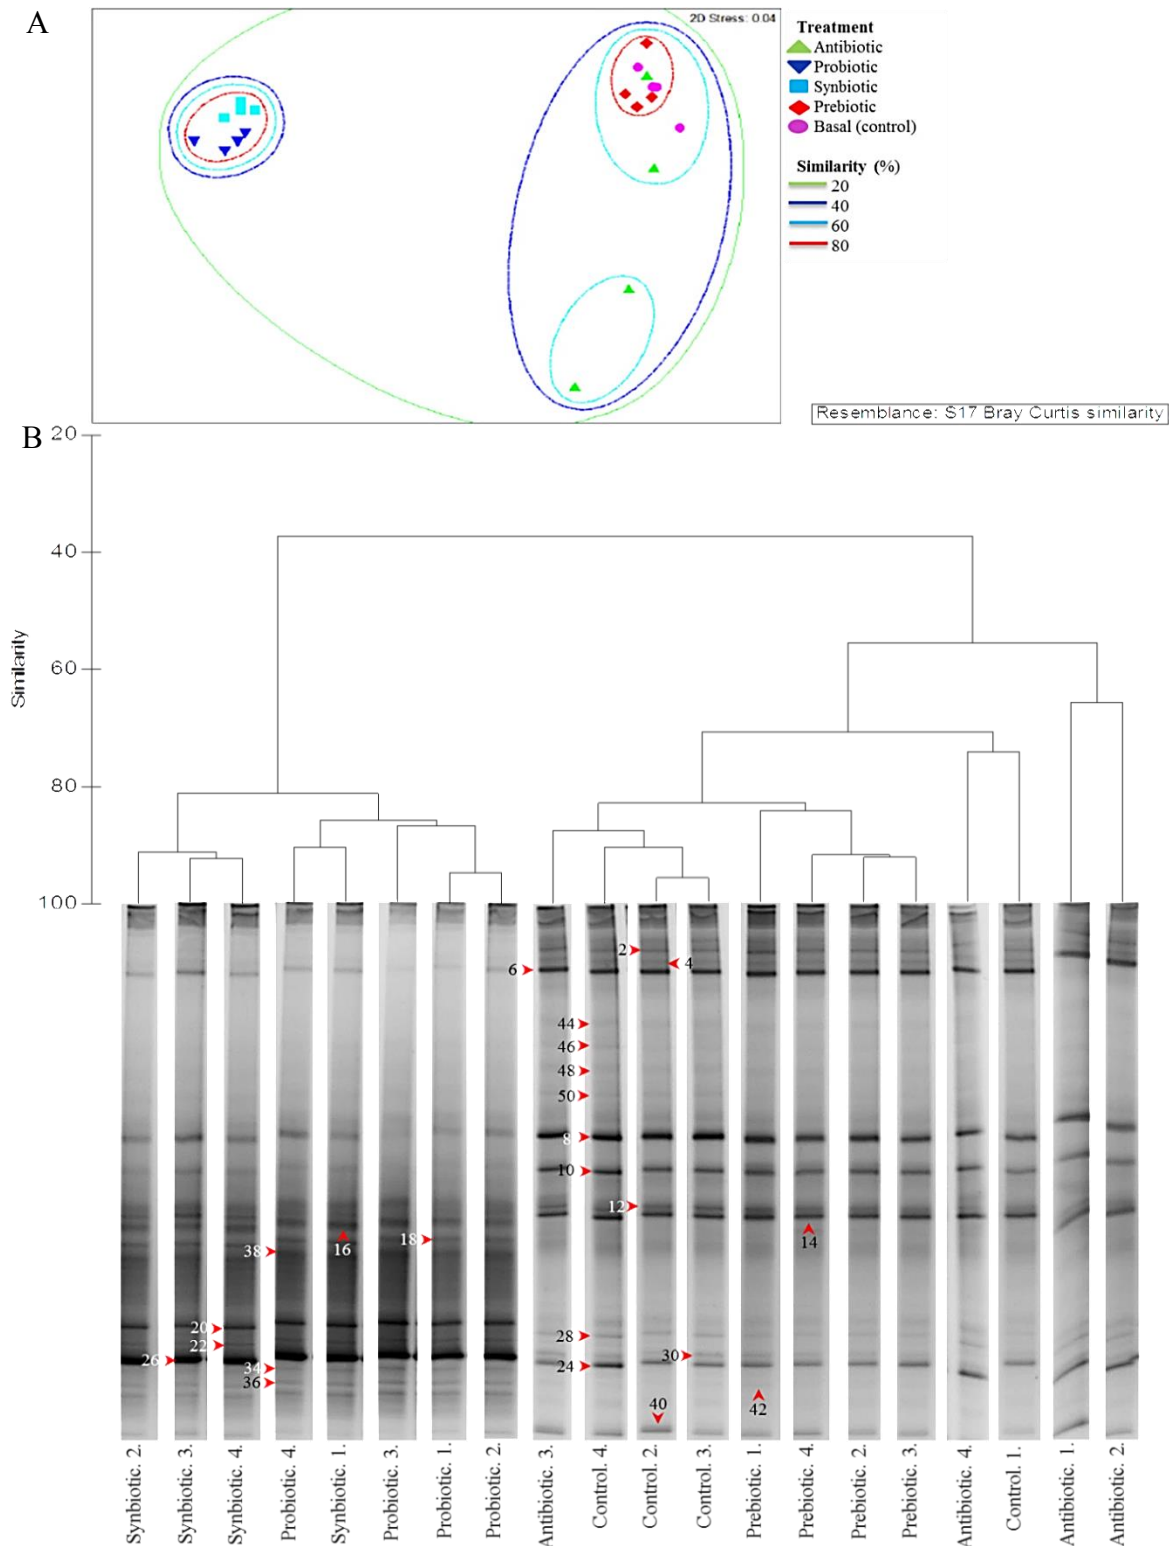 A
2D Stress: 0.04
Treatment
Antibiotic
Probiotic
Synbiotic
Prebiotic
Basal (control)
Similarity (%)
20
40
60
80
Resemblance: S17 Bray Curtis similarity
B
20
40
60
80
100
Similarity
2
4
6
44
46
48
50
8
10
12
14
16
18
38
20
22
26
34
36
28
30
24
40
42
Synbiotic. 2.
Synbiotic. 3.
Synbiotic. 4.
Probiotic. 4.
Synbiotic. 1.
Probiotic. 3.
Probiotic. 1.
Probiotic. 2.
Antibiotic. 3.
Control. 4.
Control. 2.
Control. 3.
Prebiotic. 1.
Prebiotic. 4.
Prebiotic. 2.
Prebiotic. 3.
Antibiotic. 4.
Control. 1.
Antibiotic. 1.
Antibiotic. 2.